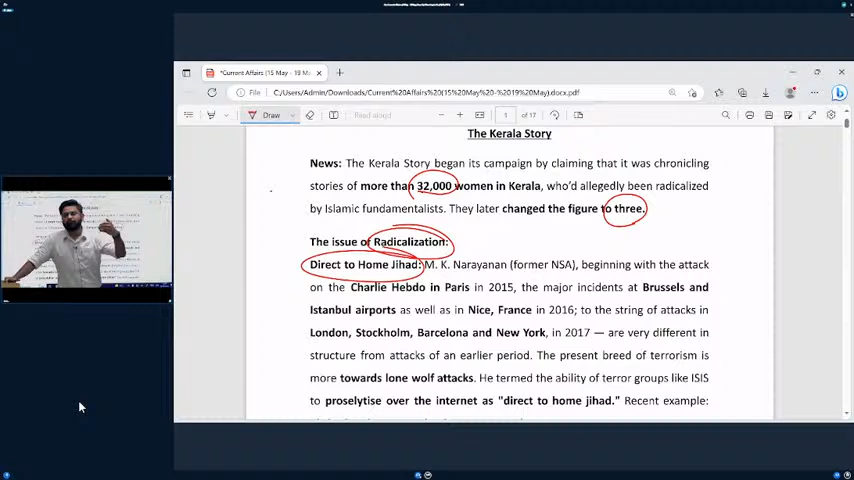 *Current Affairs (15 May - 19 M
File
C:/Users/Admin/Downloads/Current%20Affairs(15%20May%20-%2019%20May).docx.pdf
Draw
Read aloud
1
of 17
The Kerala Story
News: The Kerala Story began its campaign by claiming that it was chronicling
stories of more than 32,000 women in Kerala, who'd allegedly been radicalized
by Islamic fundamentalists. They later changed the figure to three.
The issue of Radicalization:
Direct to Home Jihad: M. K. Narayanan (former NSA), beginning with the attack
on the Charlie Hebdo in Paris in 2015, the major incidents at Brussels and
Istanbul airports as well as in Nice, France in 2016; to the string of attacks in
London, Stockholm, Barcelona and New York, in 2017 — are very different in
structure from attacks of an earlier period. The present breed of terrorism is
more towards lone wolf attacks. He termed the ability of terror groups like ISIS
to proselytise over the internet as "direct to home jihad." Recent example: